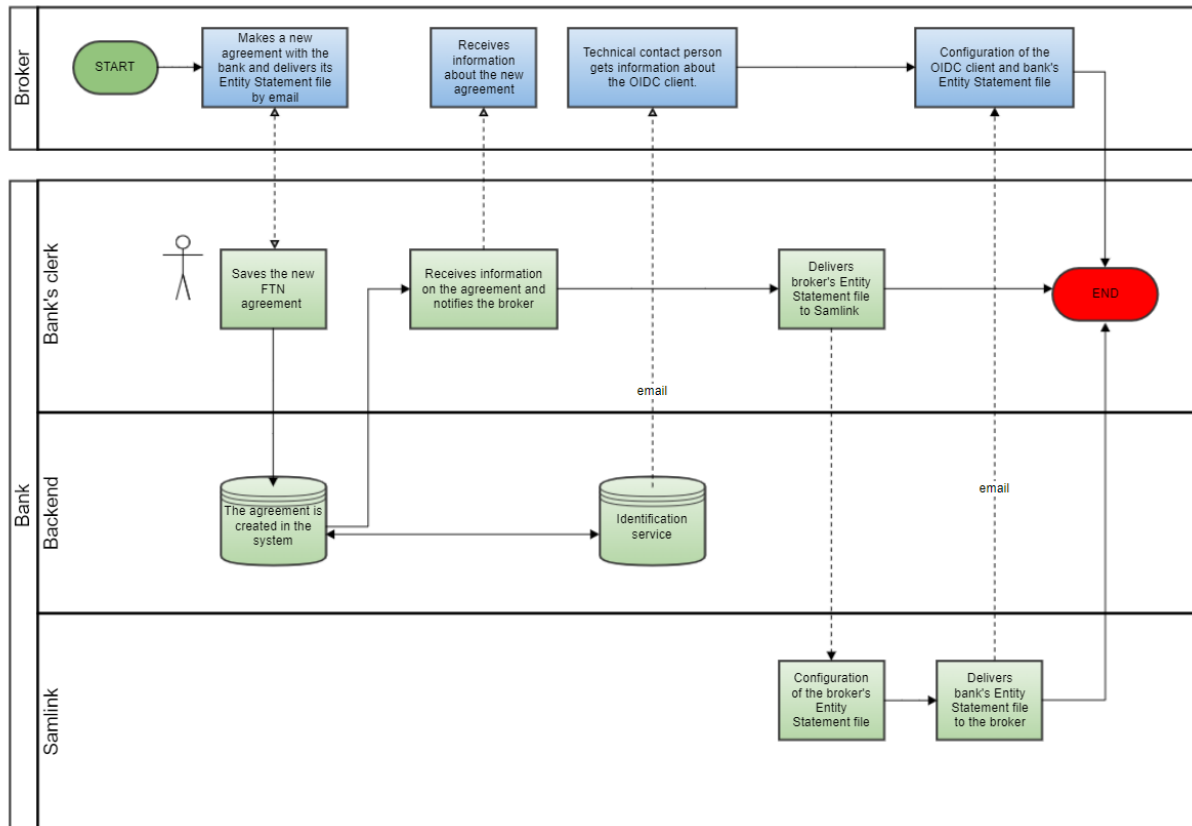 Broker
START
Makes a new
agreement with the
bank and delivers its
Entity Statement file
by email
Receives
information
about the new
agreement
Technical contact person
gets information about
the OIDC client.
Configuration of the
OIDC client and bank's
Entity Statement file
Bank
Bank's clerk
Saves the new
FTN
agreement
Receives information
on the agreement and
notifies the broker
Delivers
broker's Entity
Statement file
to Samlink
END
email
Backend
The agreement is
created in the
system
Identification
service
email
Samlink
Configuration
of the broker's
Entity
Statement file
Delivers
bank's Entity
Statement file
to the broker